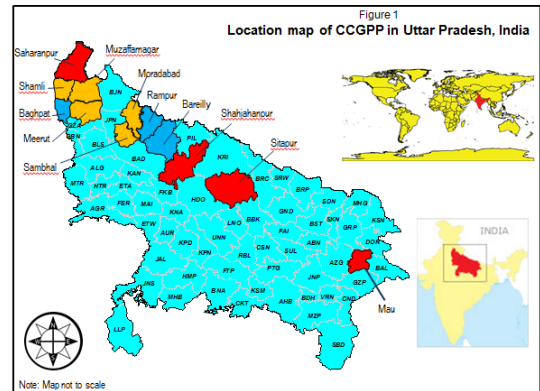 Figure 1
Location map of CCGPP in Uttar Pradesh, India
Saharanpur
Muzaffarnagar
Moradabad
Shamli
Rampur
Bareilly
Baghpat
Shahjahanpur
Meerut
Sitapur
Sambhal
BJN
JPN
BLS
PIL
KRI
BAD
ALG
KAN
BRC
SRW
MTR
HTR
ETA
FKB
HDO
BRP
AGR
FER
MAI
SDN
MHG
KNA
GND
BST
SKN
KSN
ETW
LNO
BBK
FAI
GRP
AUR
UNN
DOR
KPD
CSN
SUL
ABN
JAL
KPN
RBL
AZG
BAL
PTG
HMP
FTP
JNP
GZP
JNS
KSM
MHB
BNA
CKT
AHB
BDH
VRN
CND
MZP
Mau
LLP
SBD
INDIA
N
Note: Map not to scale